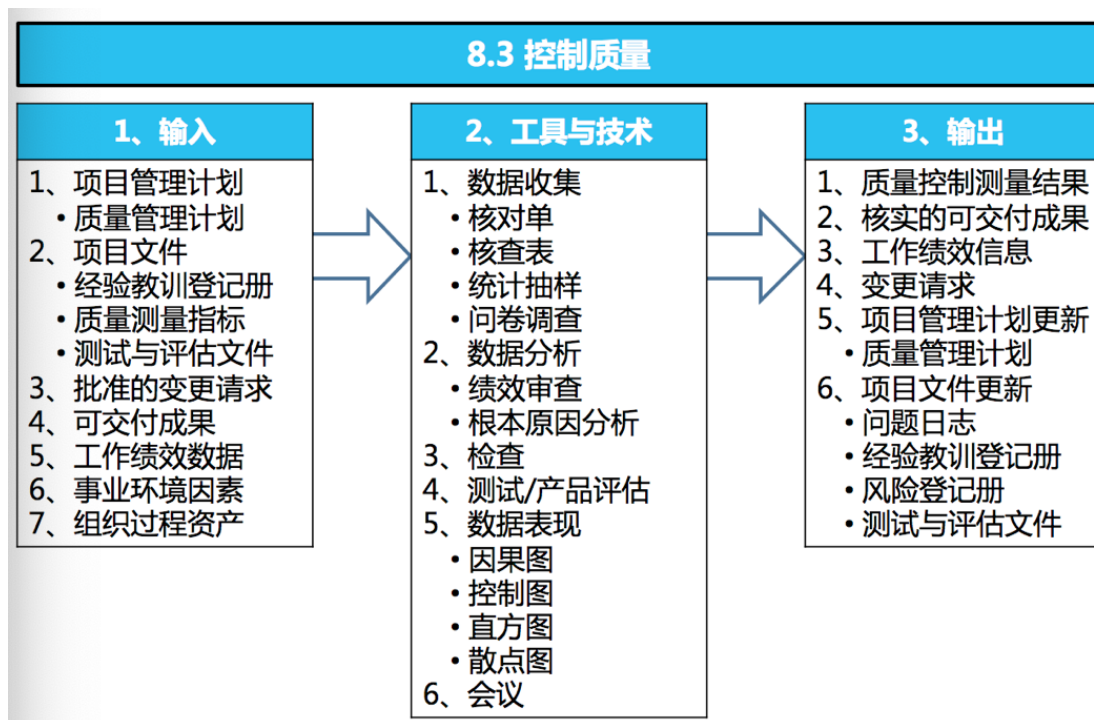 8.3 控制质量
1、输入
1、项目管理计划
•质量管理计划
2、项目文件
•经验教训登记册
•质量测量指标
•测试与评估文件
3、批准的变更请求
4、可交付成果
5、工作绩效数据
6、事业环境因素
7、组织过程资产
2、工具与技术
1、数据收集
•核对单
•核查表
•统计抽样
•问卷调查
2、数据分析
•绩效审查
•根本原因分析
3、检查
4、测试/产品评估
5、数据表现
•因果图
•控制图
•直方图
•散点图
6、会议
3、输出
1、质量控制测量结果
2、核实的可交付成果
3、工作绩效信息
4、变更请求
5、项目管理计划更新
•质量管理计划
6、项目文件更新
•问题日志
•经验教训登记册
•风险登记册
•测试与评估文件